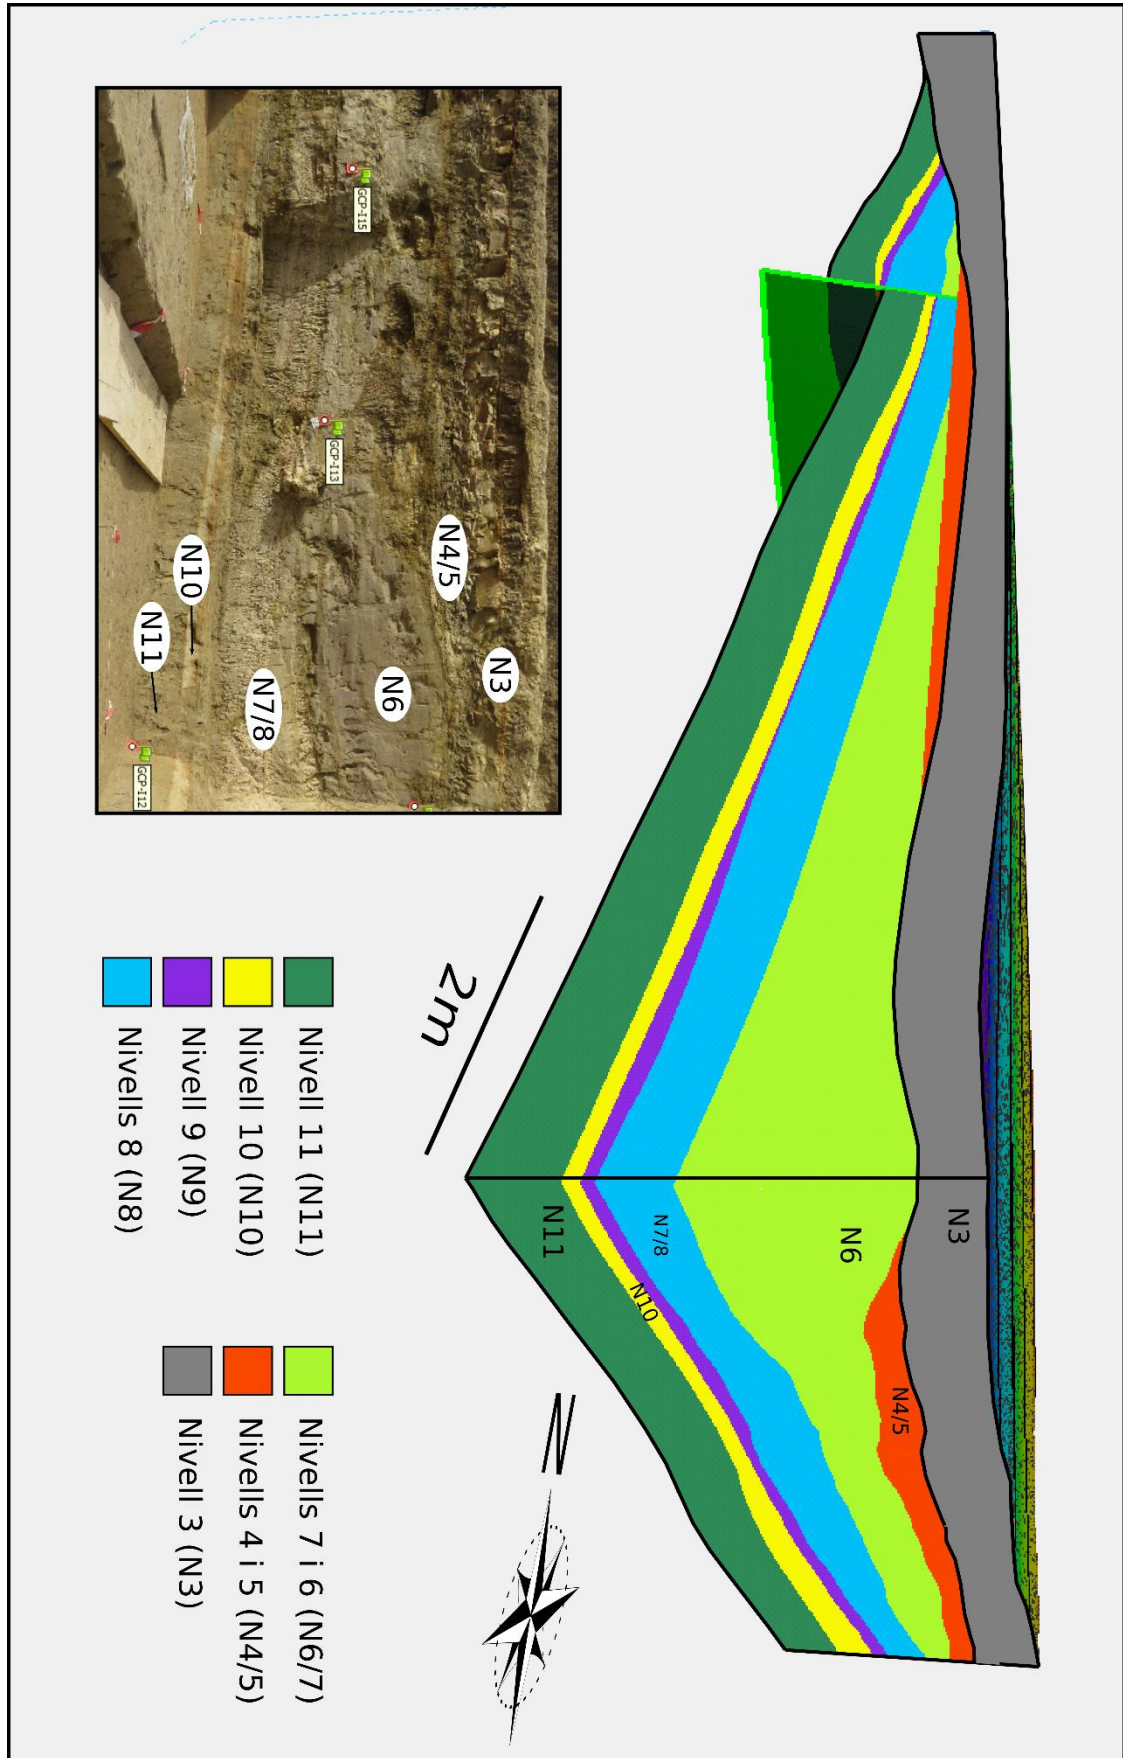 N3
N6
N7/8
N11
N10
N4/5
GCP-I15
GCP-I13
N4/5
N3
N6
N10
N11
N7/8
GCP-I12
2m
Nivell 11 (N11)
Nivell 10 (N10)
Nivell 9 (N9)
Nivells 8 (N8)
Nivells 7 i 6 (N6/7)
Nivells 4 i 5 (N4/5)
Nivell 3 (N3)
N